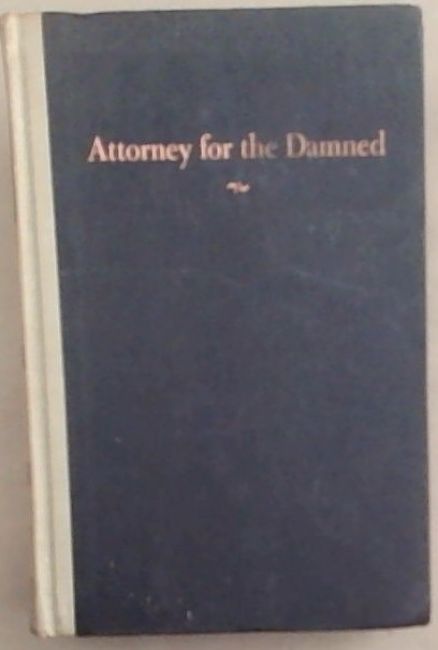 Attorney for the Damned